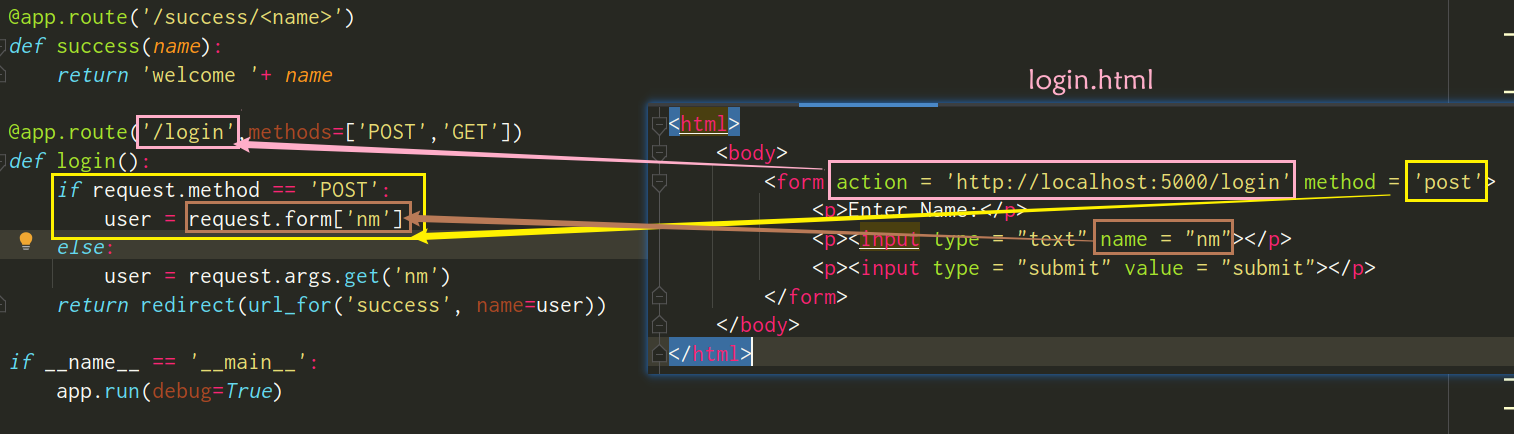 @app.route('/success/<name>')
def success(name):
    return 'welcome '+ name
@app.route('/login',methods=['POST','GET'])
def login():
    if request.method == 'POST':
        user = request.form['nm']
    else:
        user = request.args.get('nm')
    return redirect(url_for('success', name=user))
if __name__ == '__main__':
    app.run(debug=True)
login.html
<html>
    <body>
        <form action = 'http://localhost:5000/login' method = 'post'>
            <p>Enter Name:</p>
            <p><input type = "text" name = "nm"></p>
            <p><input type = "submit" value = "submit"></p>
        </form>
    </body>
</html>